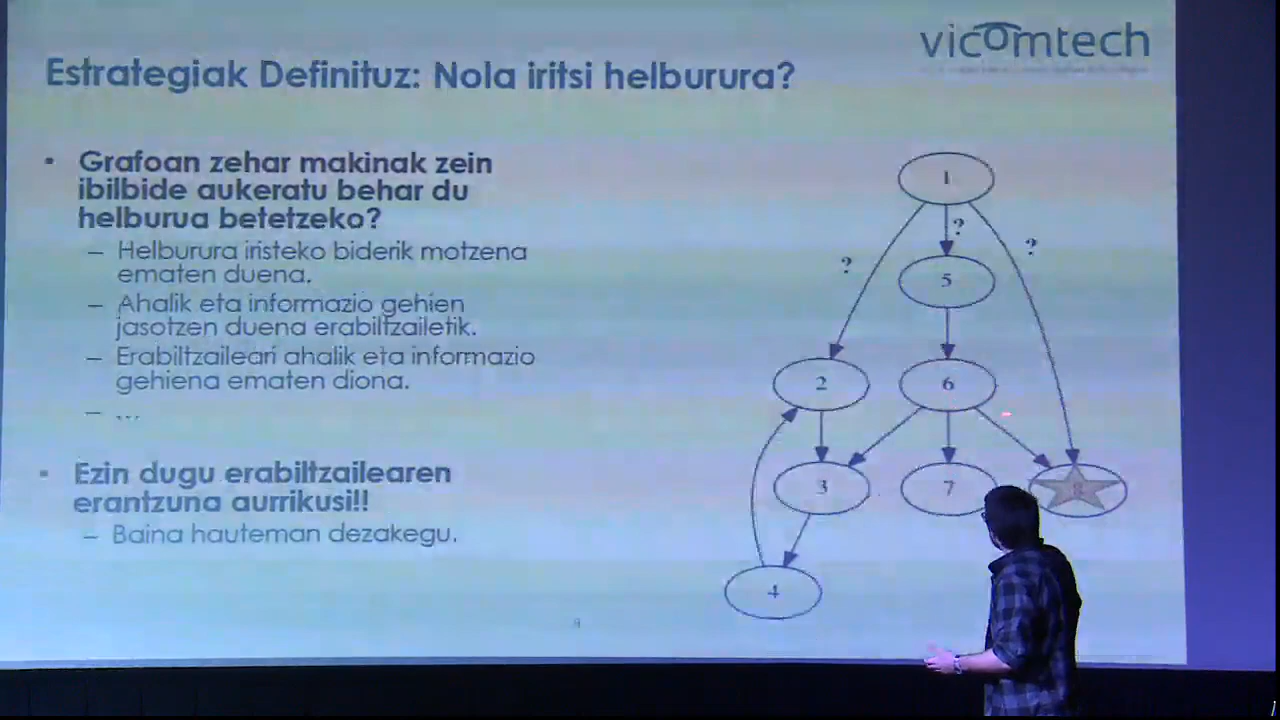 vicomtech
Estrategiak Definituz: Nola iritsi helburura?
• Grafoan zehar makinak zein
ibilbide aukeratu behar du
helburua betetzeko?
– Helburura iristeko biderik motzena
ematen duena.
– Ahalik eta informazio gehien
jasotzen duena erabiltzailetik.
– Erabiltzaileari ahalik eta informazio
gehiena ematen diona.
– ...
• Ezin dugu erabiltzailearen
erantzuna aurrikusi!!
– Baina hauteman dezakegu.
1
?
?
?
5
2
6
3
7
8
4